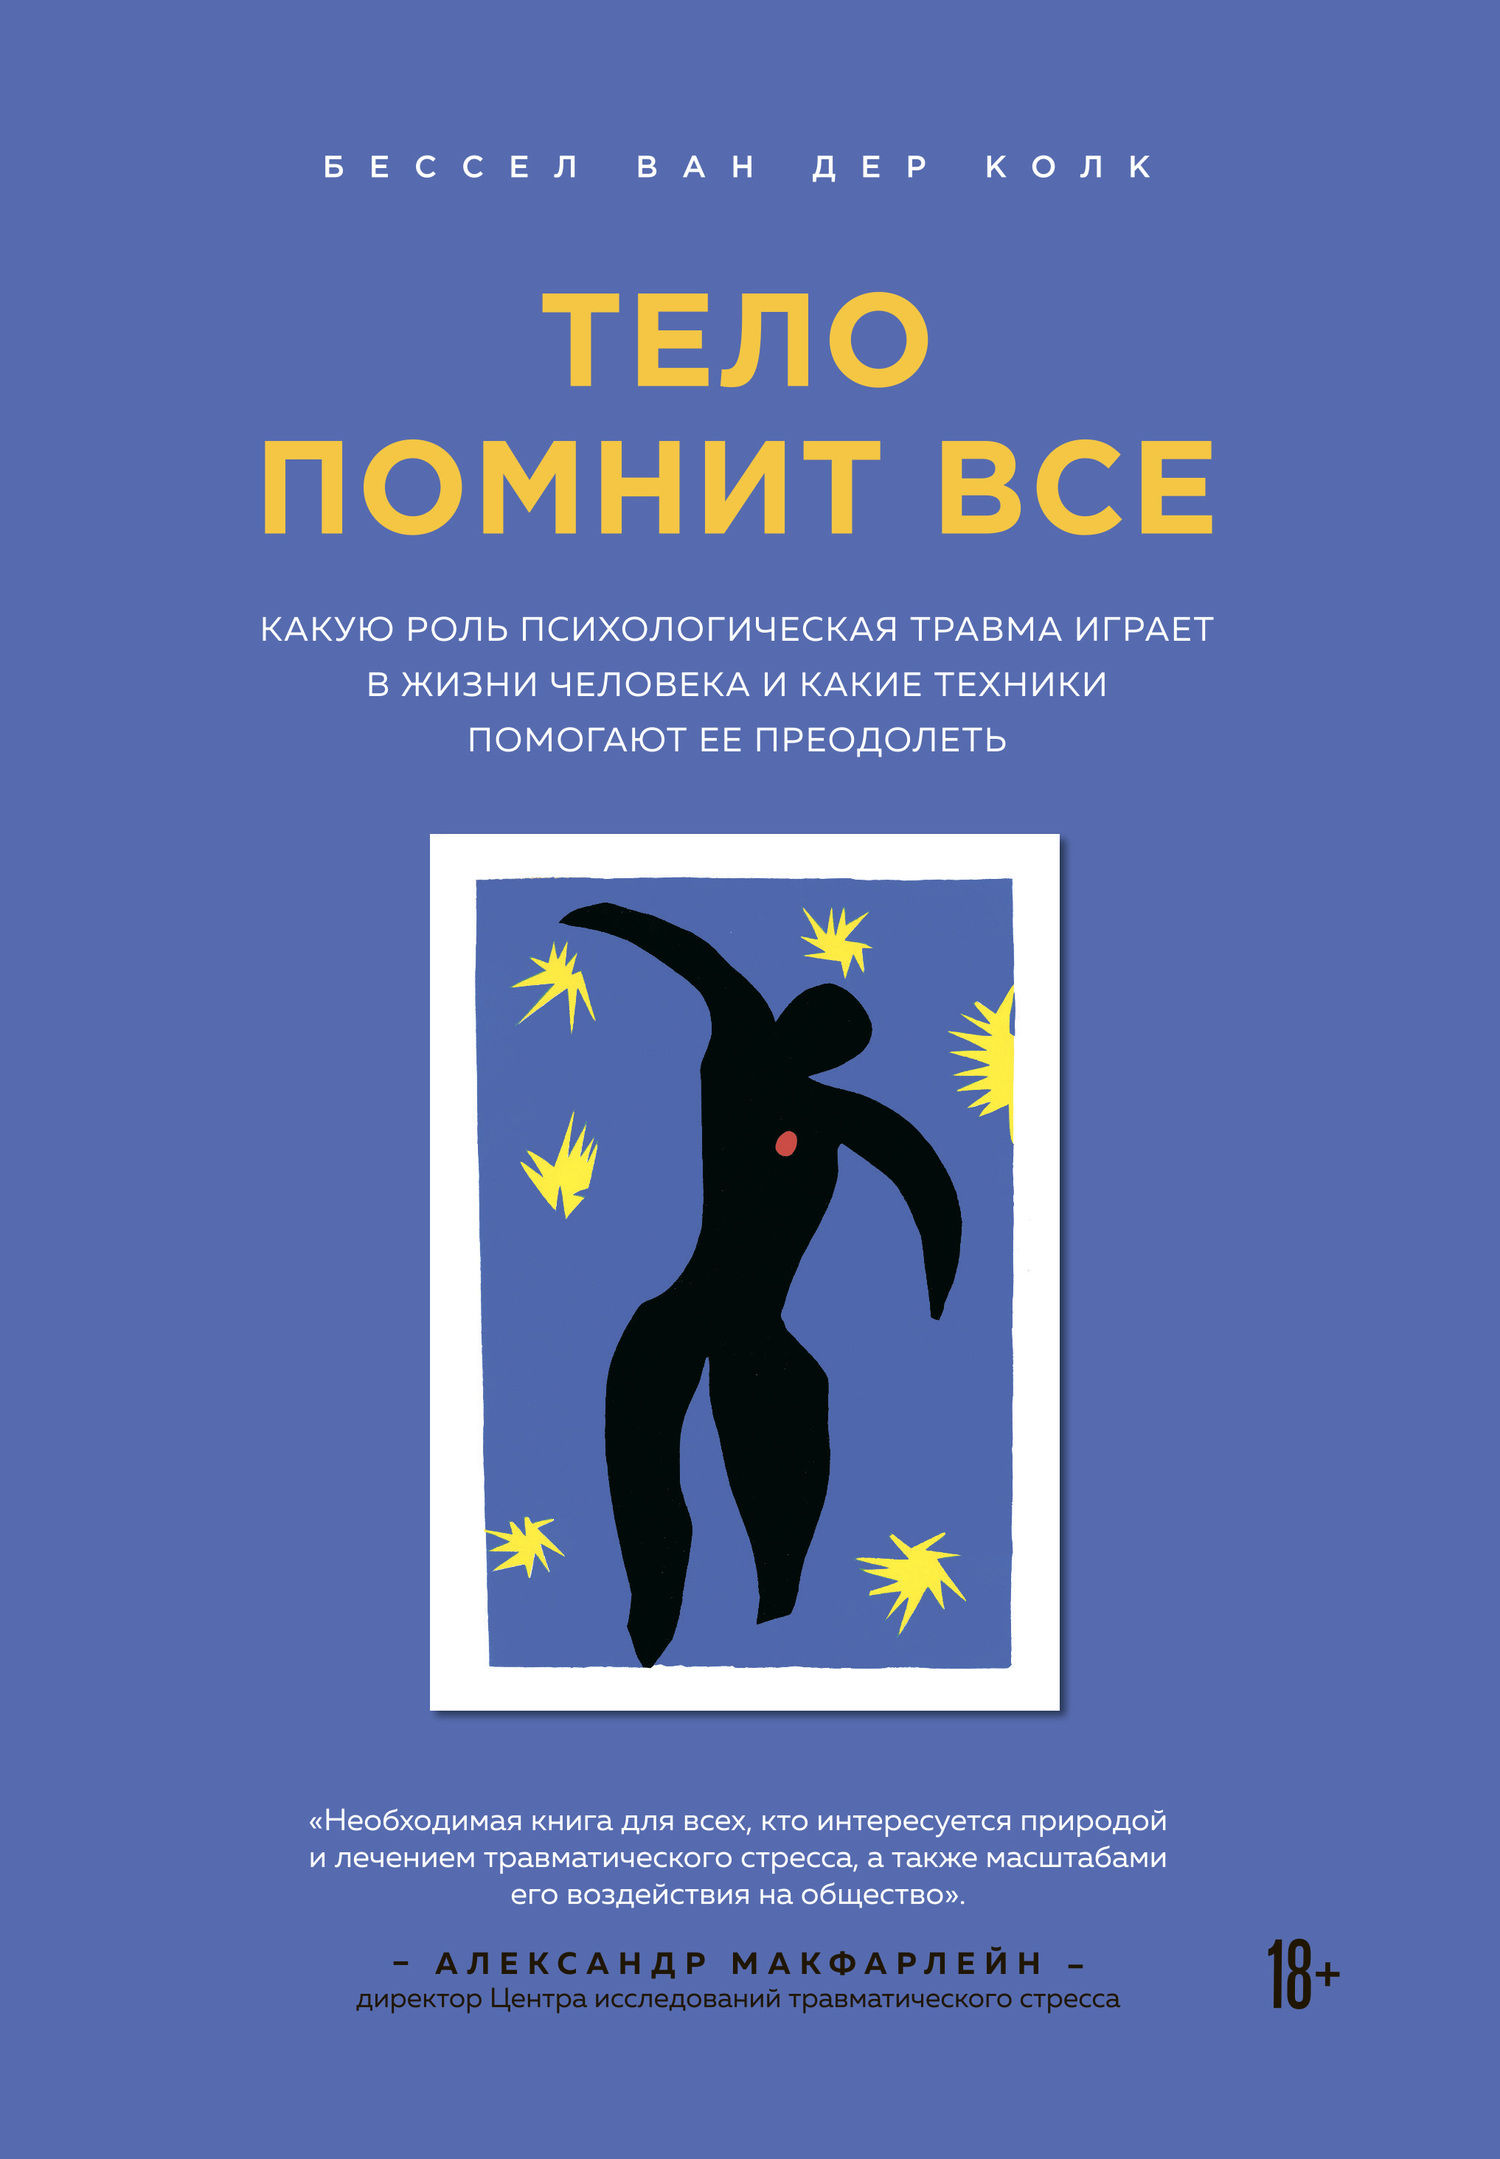 БЕССЕЛ ВАН ДЕР КОЛК
ТЕЛО
ПОМНИТ ВСЕ
КАКУЮ РОЛЬ ПСИХОЛОГИЧЕСКАЯ ТРАВМА ИГРАЕТ
В ЖИЗНИ ЧЕЛОВЕКА И КАКИЕ ТЕХНИКИ
ПОМОГАЮТ ЕЕ ПРЕОДОЛЕТЬ
«Необходимая книга для всех, кто интересуется природой
и лечением травматического стресса, а также масштабами
его воздействия на общество».
– АЛЕКСАНДР МАКФАРЛЕЙН –
директор Центра исследований травматического стресса
18+